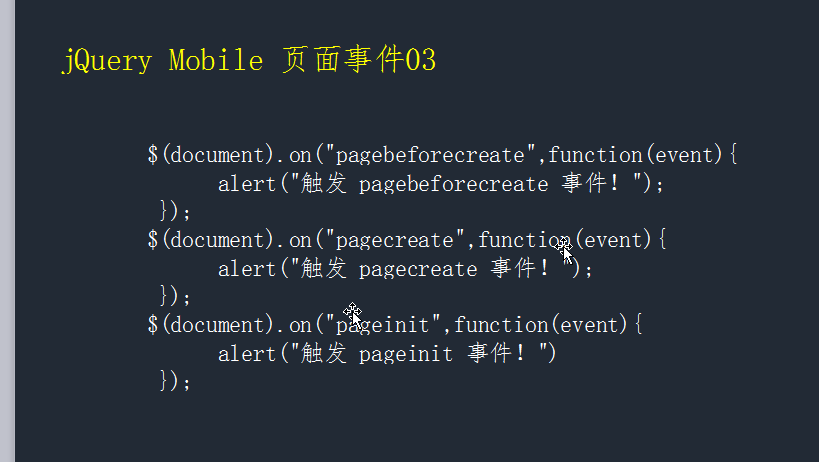 jQuery Mobile 页面事件03
$(document).on("pagebeforecreate",function(event){
alert("触发 pagebeforecreate 事件！");
});
$(document).on("pagecreate",function(event){
alert("触发 pagecreate 事件！");
});
$(document).on("pageinit",function(event){
alert("触发 pageinit 事件！")
});